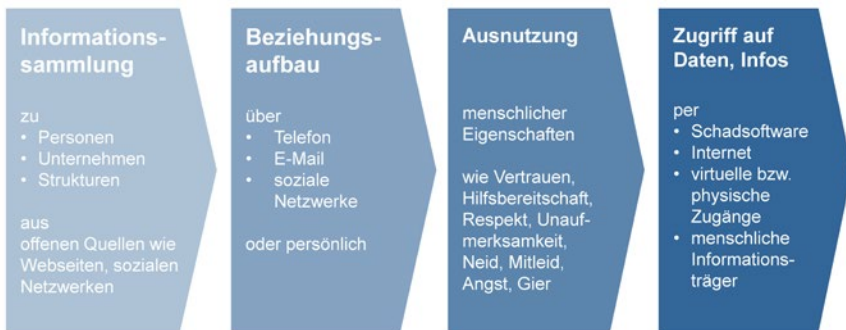 Informations-
sammlung
zu
• Personen
• Unternehmen
• Strukturen
aus
offenen Quellen wie
Webseiten, sozialen
Netzwerken
Beziehungs-
aufbau
über
• Telefon
• E-Mail
• soziale
Netzwerke
oder persönlich
Ausnutzung
menschlicher
Eigenschaften
wie Vertrauen,
Hilfsbereitschaft,
Respekt, Unauf-
merksamkeit,
Neid, Mitleid,
Angst, Gier
Zugriff auf
Daten, Infos
per
• Schadsoftware
• Internet
• virtuelle bzw.
physische
Zugänge
• menschliche
Informations-
träger